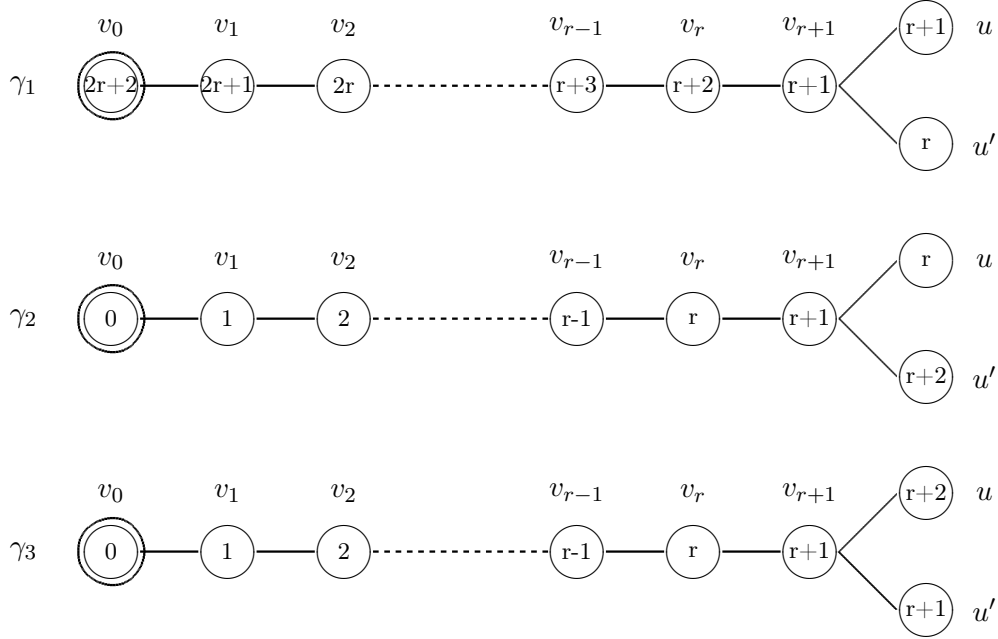 v₀ v₁ v₂ vᵣ₋₁ vᵣ vᵣ₊₁ r+1 u
γ₁ 2r+2 2r+1 2r r+3 r+2 r+1
r u′
v₀ v₁ v₂ vᵣ₋₁ vᵣ vᵣ₊₁ r u
γ₂ 0 1 2 r-1 r r+1
r+2 u′
v₀ v₁ v₂ vᵣ₋₁ vᵣ vᵣ₊₁ r+2 u
γ₃ 0 1 2 r-1 r r+1
r+1 u′